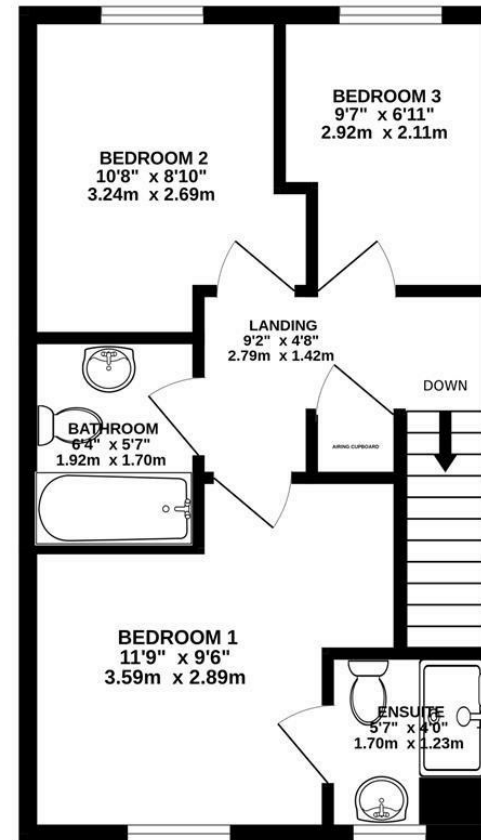 BEDROOM 2
10'8" x 8'10"
3.24m x 2.69m
BEDROOM 3
9'7" x 6'11"
2.92m x 2.11m
LANDING
9'2" x 4'8"
2.79m x 1.42m
DOWN
BATHROOM
6'4" x 5'7"
1.92m x 1.70m
AIRING CUPBOARD
BEDROOM 1
11'9" x 9'6"
3.59m x 2.89m
ENSUITE
5'7" x 4'0"
1.70m x 1.23m